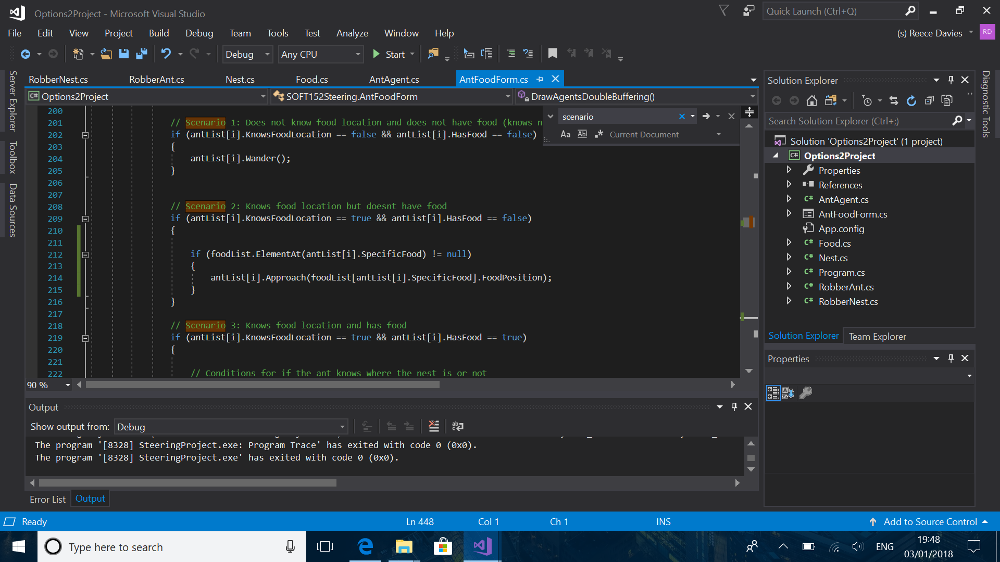 Options2Project - Microsoft Visual Studio
Quick Launch (Ctrl+Q)
File Edit View Project Build Debug Team Tools Test Analyze Window Help
(s) Reece Davies RD
Debug Any CPU Start
Server Explorer
Toolbox
Data Sources
RobberNest.cs RobberAnt.cs Nest.cs Food.cs AntAgent.cs AntFoodForm.cs
C# Options2Project SOFT152Steering.AntFoodForm DrawAgentsDoubleBuffering()
scenario
Aa Abl .* Current Document
200
201 // Scenario 1: Does not know food location and does not have food (knows n
202 if (antList[i].KnowsFoodLocation == false && antList[i].HasFood == false)
203 {
204 antList[i].Wander();
205 }
206
207
208 // Scenario 2: Knows food location but doesnt have food
209 if (antList[i].KnowsFoodLocation == true && antList[i].HasFood == false)
210 {
211
212 if (foodList.ElementAt(antList[i].SpecificFood) != null)
213 {
214 antList[i].Approach(foodList[antList[i].SpecificFood].FoodPosition);
215 }
216 }
217
218 // Scenario 3: Knows food location and has food
219 if (antList[i].KnowsFoodLocation == true && antList[i].HasFood == true)
220 {
221
222 // Conditions for if the ant knows where the nest is or not
90 %
Output
Show output from: Debug
The program '[8328] SteeringProject.exe: Program Trace' has exited with code 0 (0x0).
The program '[8328] SteeringProject.exe' has exited with code 0 (0x0).
Error List Output
Solution Explorer
Search Solution Explorer (Ctrl+;)
Solution 'Options2Project' (1 project)
C# Options2Project
Properties
References
C# AntAgent.cs
AntFoodForm.cs
App.config
C# Food.cs
C# Nest.cs
C# Program.cs
C# RobberAnt.cs
C# RobberNest.cs
Solution Explorer Team Explorer
Properties
Diagnostic Tools
Ready Ln 448 Col 1 Ch 1 INS Add to Source Control
Type here to search
ENG
19:48
03/01/2018